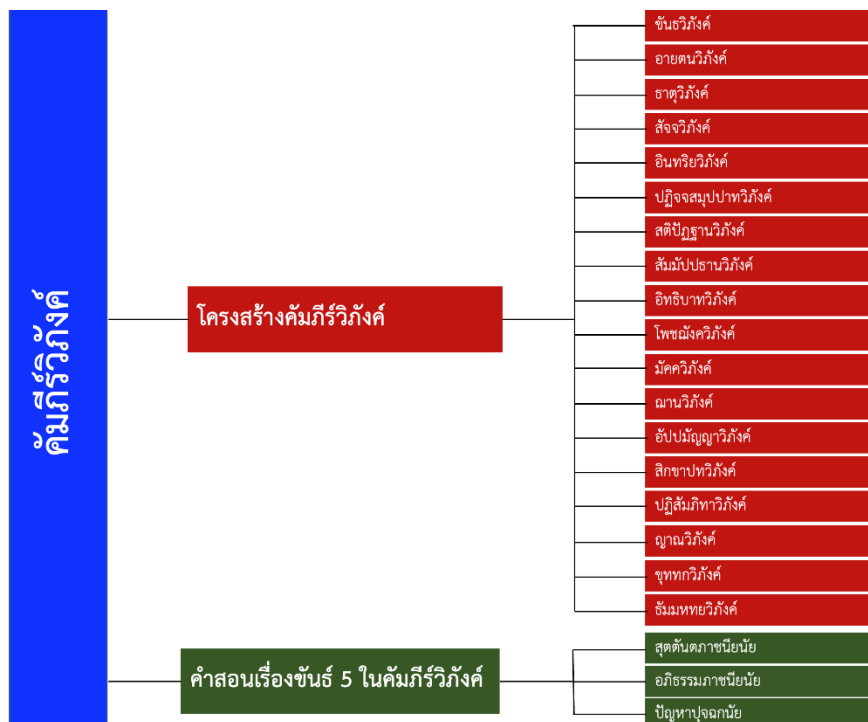 คัมภีร์วิภังค์
โครงสร้างคัมภีร์วิภังค์
ขันธวิภังค์
อายตนวิภังค์
ธาตุวิภังค์
สัจจวิภังค์
อินทริยวิภังค์
ปฏิจจสมุปปาทวิภังค์
สติปัฏฐานวิภังค์
สัมมัปปธานวิภังค์
อิทธิบาทวิภังค์
โพชฌังควิภังค์
มัคควิภังค์
ฌานวิภังค์
อัปปมัญญาวิภังค์
สิกขาปทวิภังค์
ปฏิสัมภิทาวิภังค์
ญาณวิภังค์
ขุททกวิภังค์
ธัมมหทยวิภังค์
คำสอนเรื่องขันธ์ 5 ในคัมภีร์วิภังค์
สุตตันตภาชนียนัย
อภิธรรมภาชนียนัย
ปัญหาปุจฉกนัย